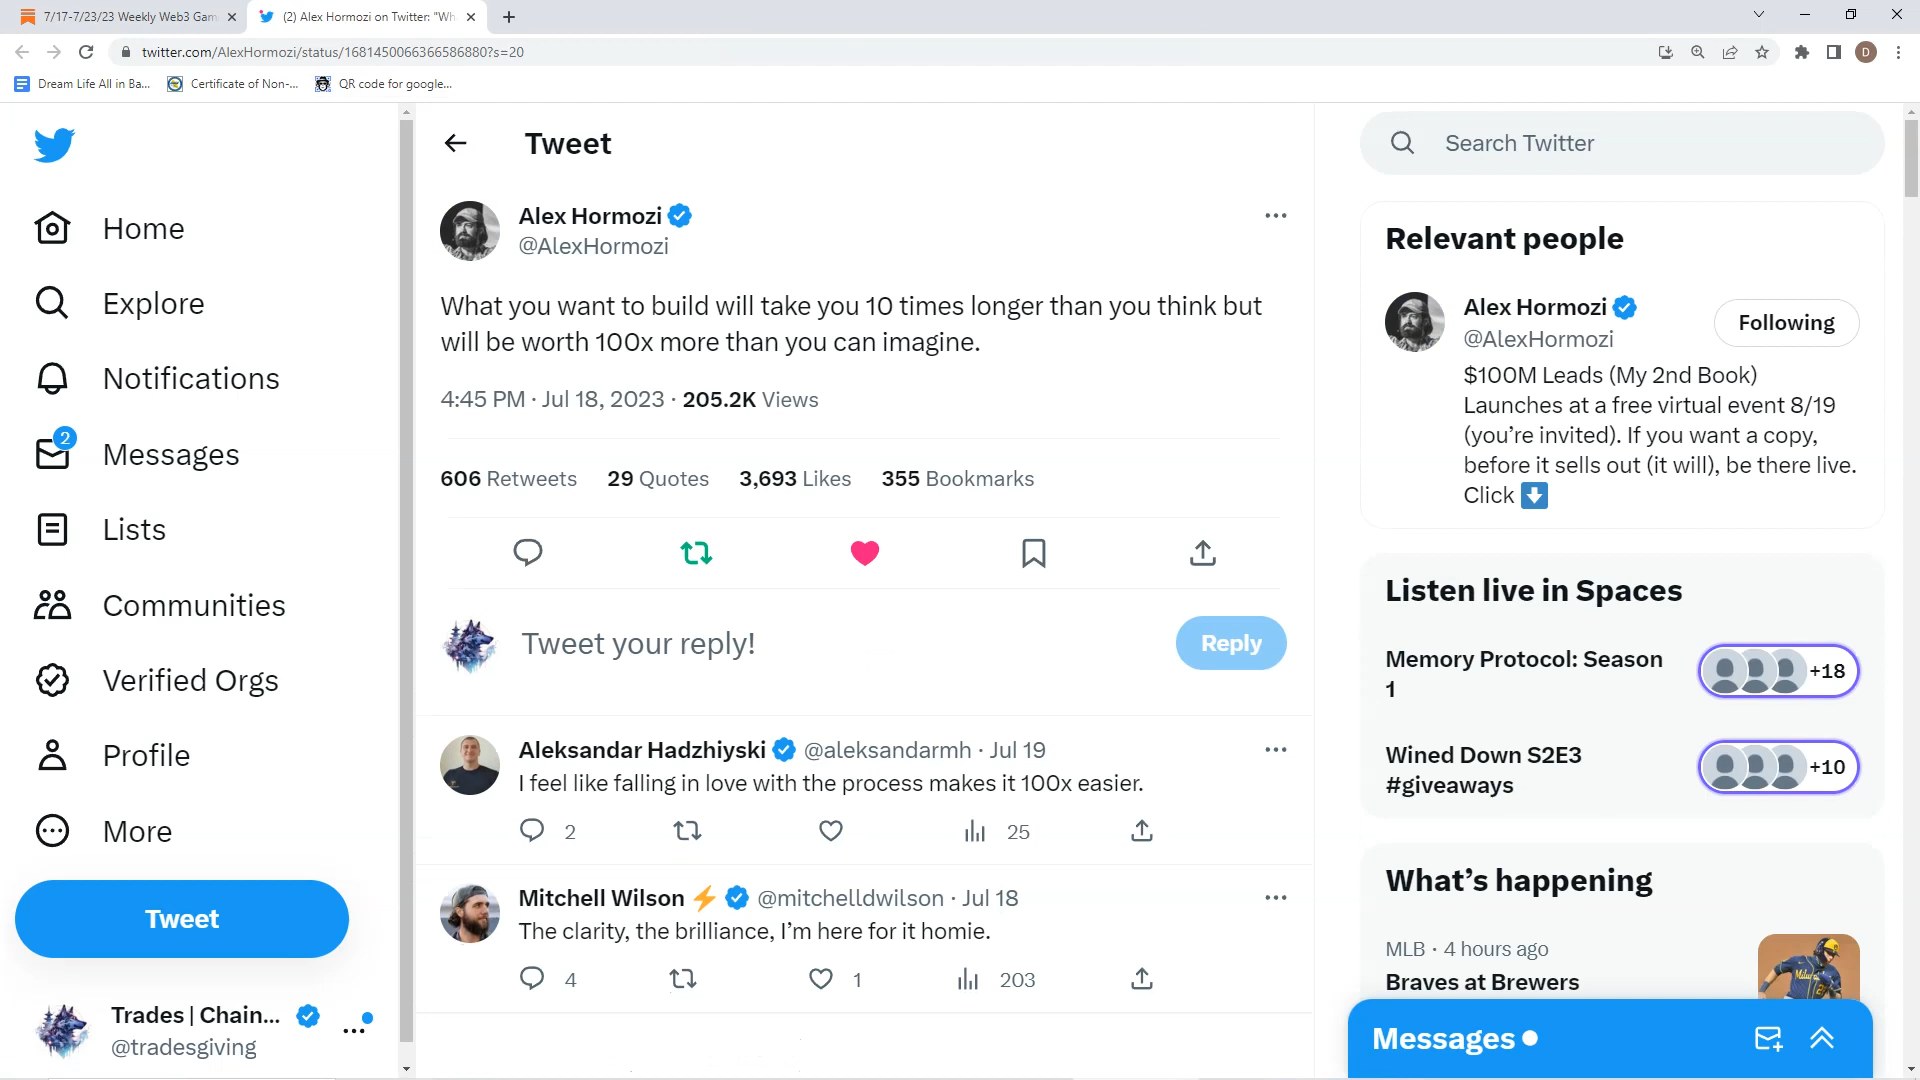 7/17-7/23/23 Weekly Web3 Gam
(2) Alex Hormozi on Twitter: "Wh
twitter.com/AlexHormozi/status/1681450066366586880?s=20
D
Dream Life All in Ba...
Certificate of Non-...
QR code for google...
Home
Explore
Notifications
2
Messages
Lists
Communities
Verified Orgs
Profile
More
Tweet
Trades | Chain...
@tradesgiving
Tweet
Alex Hormozi
@AlexHormozi
What you want to build will take you 10 times longer than you think but
will be worth 100x more than you can imagine.
4:45 PM · Jul 18, 2023 · 205.2K Views
606 Retweets 29 Quotes 3,693 Likes 355 Bookmarks
Tweet your reply!
Reply
Aleksandar Hadzhiyski @aleksandarmh · Jul 19
I feel like falling in love with the process makes it 100x easier.
2 25
Mitchell Wilson ⚡ @mitchelldwilson · Jul 18
The clarity, the brilliance, I’m here for it homie.
4 1 203
Search Twitter
Relevant people
Alex Hormozi
@AlexHormozi
Following
$100M Leads (My 2nd Book)
Launches at a free virtual event 8/19
(you’re invited). If you want a copy,
before it sells out (it will), be there live.
Click ⬇️
Listen live in Spaces
Memory Protocol: Season
1
+18
Wined Down S2E3
#giveaways
+10
What’s happening
MLB · 4 hours ago
Braves at Brewers
Messages